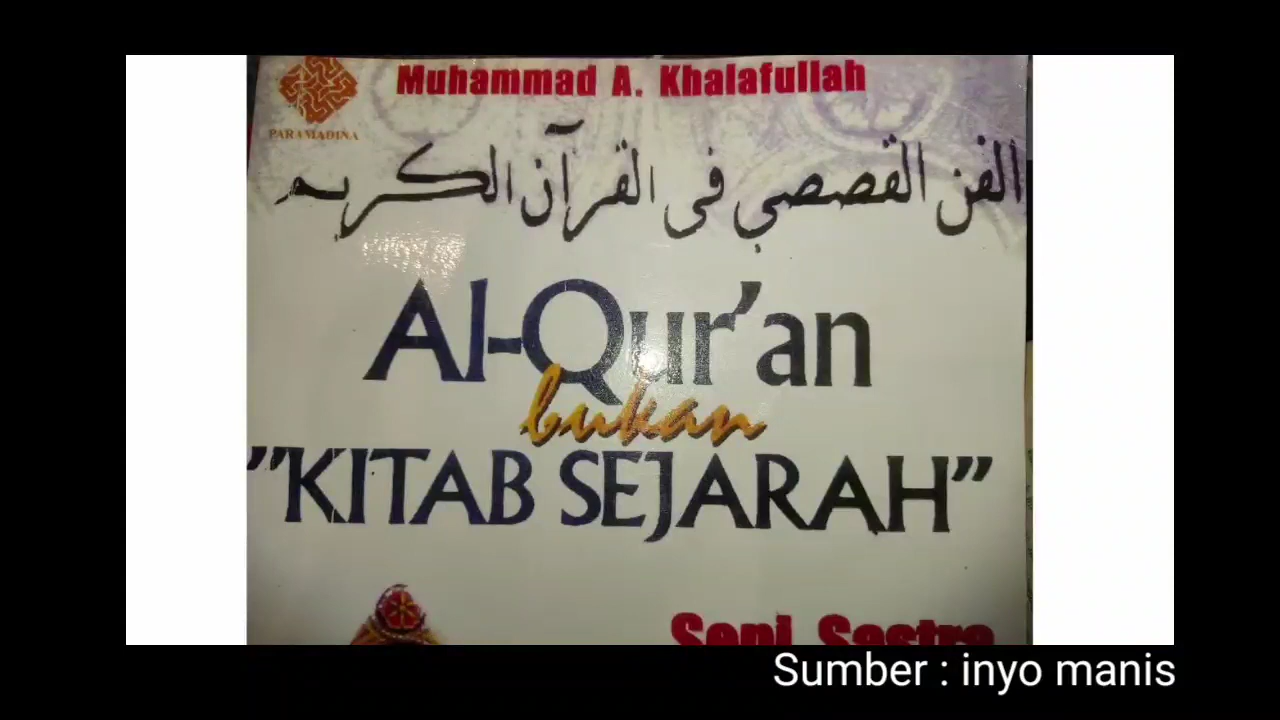 Muhammad A. Khalafullah
PARAMADINA
الفن القصصي فى القرآن الكريم
Al-Qur'an
bukan
"KITAB SEJARAH"
Seni Sastra
Sumber : inyo manis